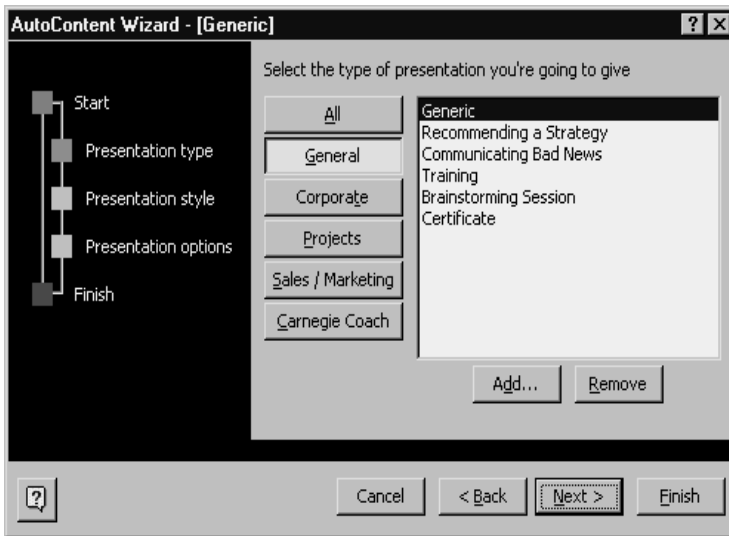 AutoContent Wizard - [Generic]
Start
Presentation type
Presentation style
Presentation options
Finish
Select the type of presentation you're going to give
All
General
Corporate
Projects
Sales / Marketing
Carnegie Coach
Generic
Recommending a Strategy
Communicating Bad News
Training
Brainstorming Session
Certificate
Add...
Remove
Cancel
< Back
Next >
Finish